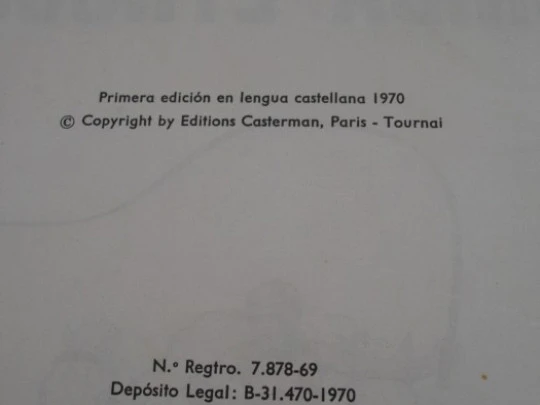 Primera edición en lengua castellana 1970
© Copyright by Editions Casterman, Paris - Tournai
N.º Regtro. 7.878-69
Depósito Legal: B-31.470-1970